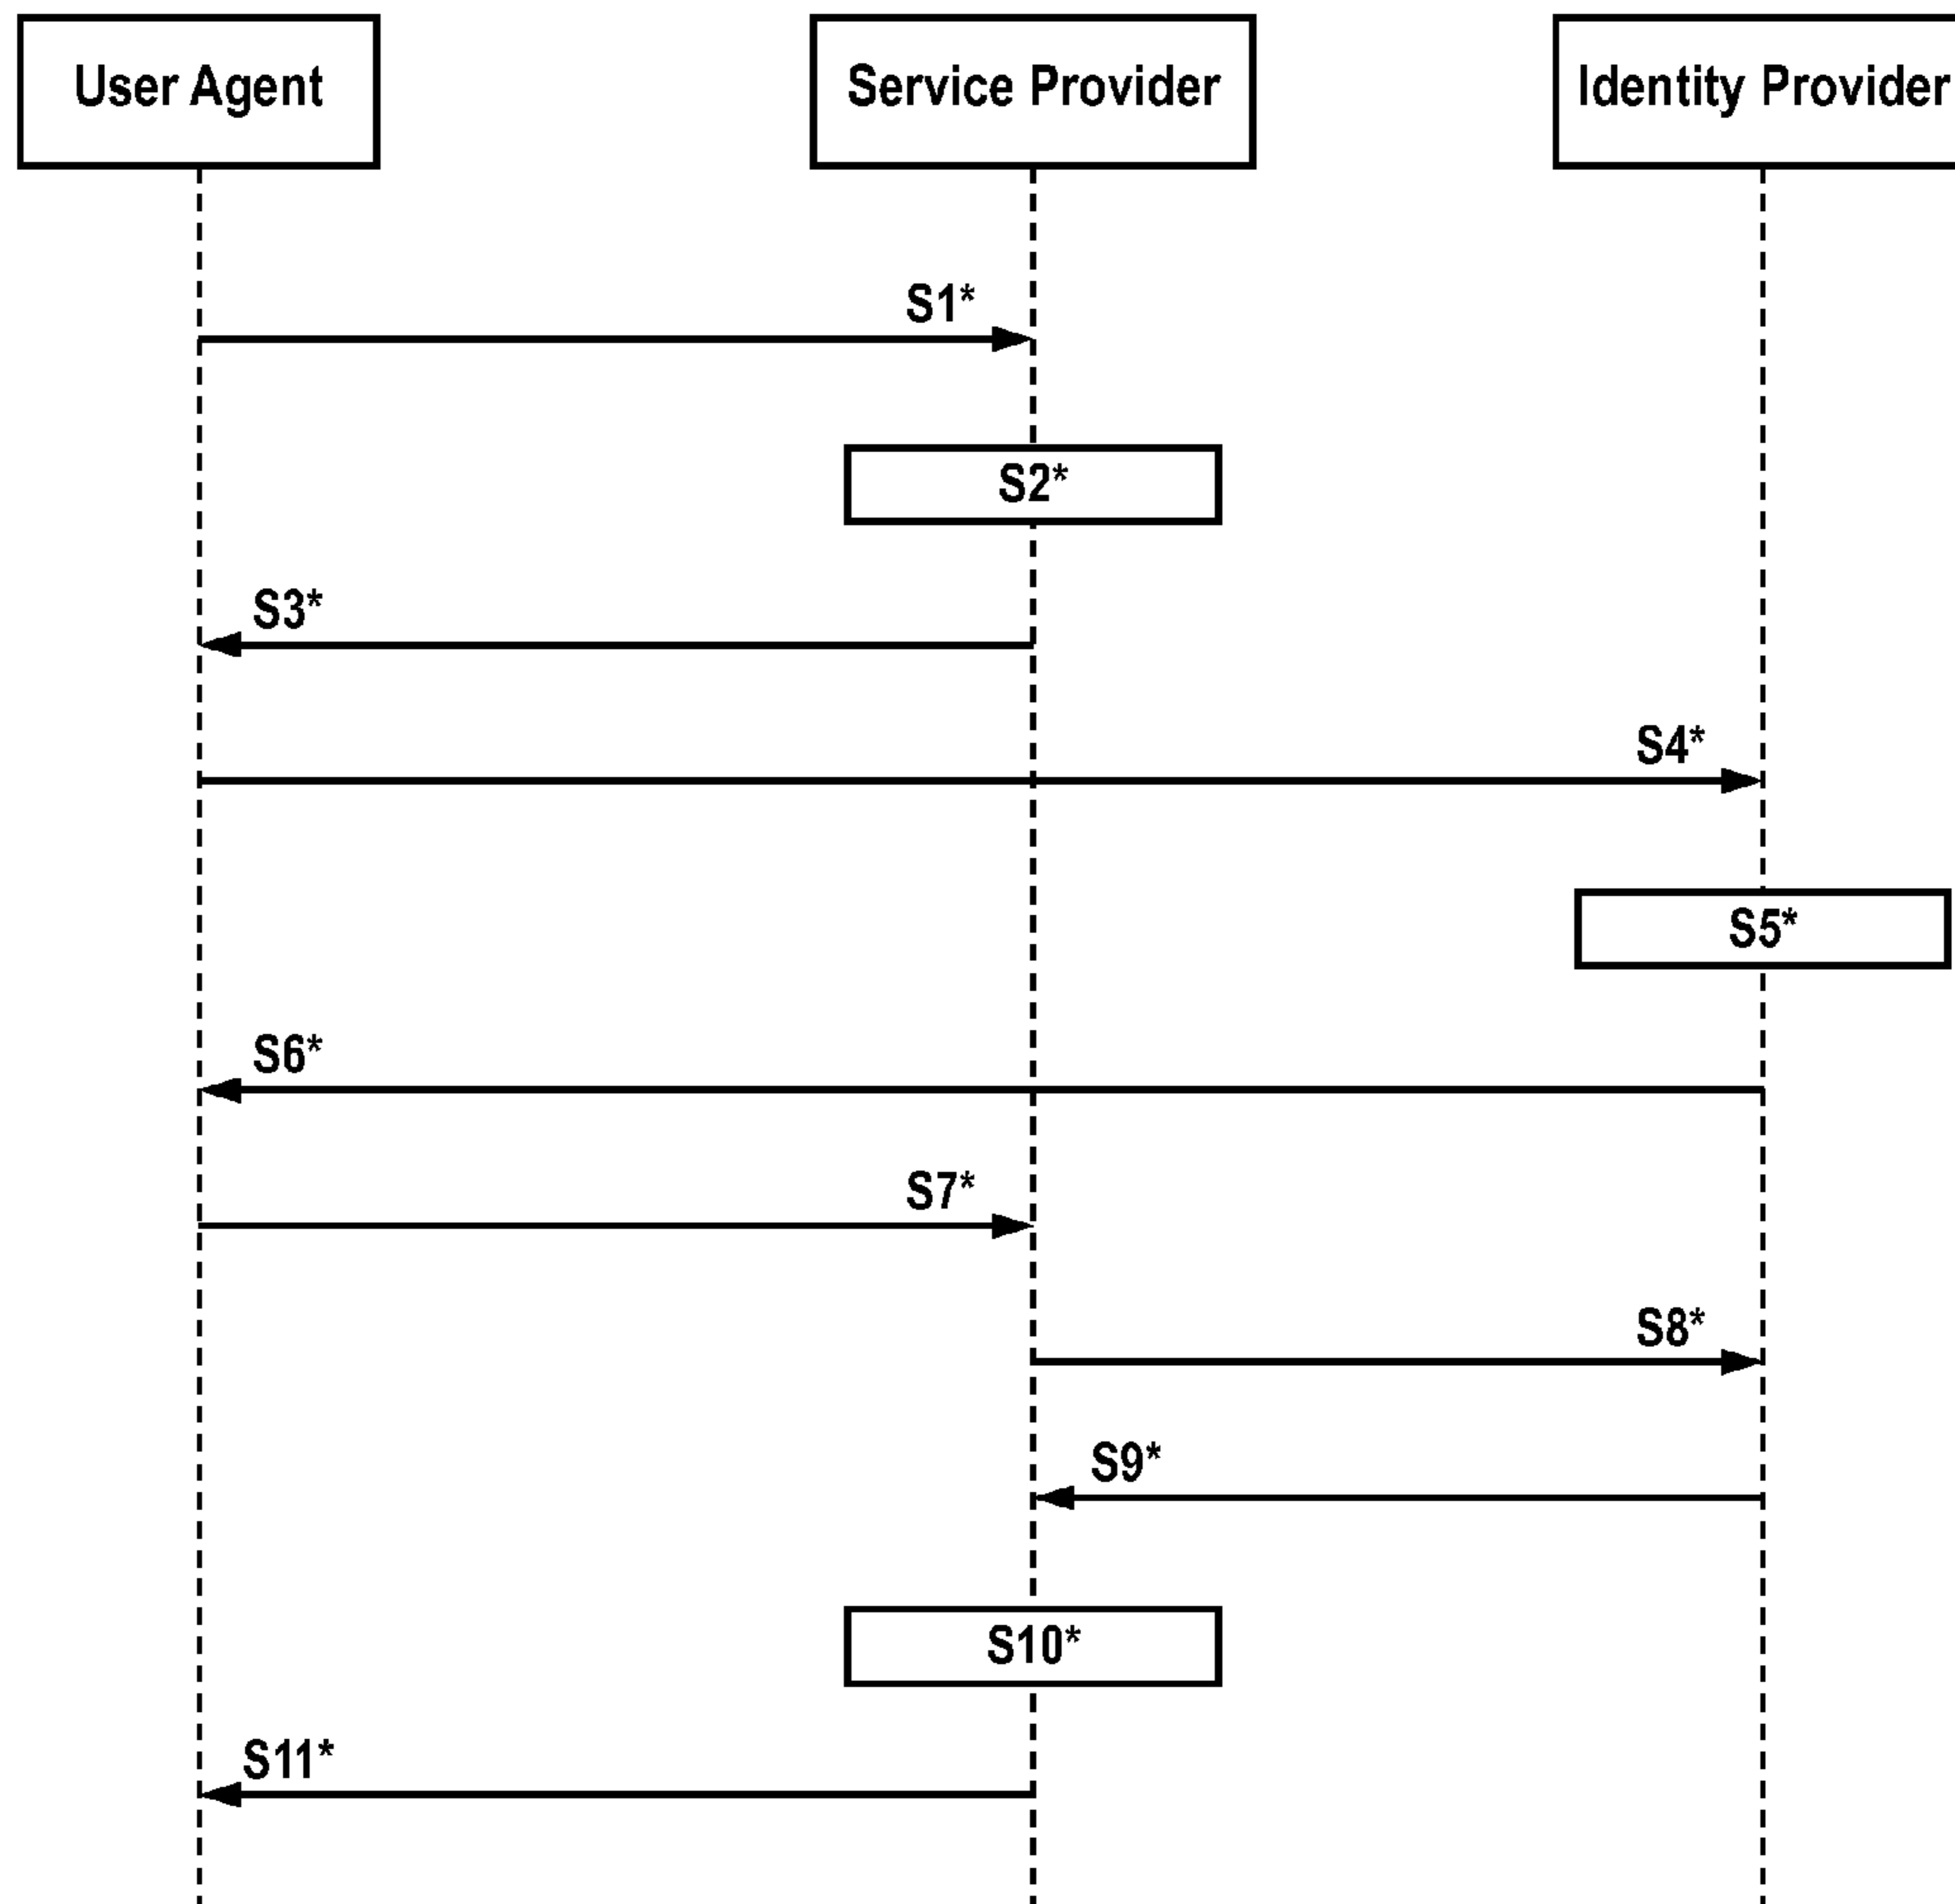 User Agent
Service Provider
Identity Provider
S1*
S2*
S3*
S4*
S5*
S6*
S7*
S8*
S9*
S10*
S11*